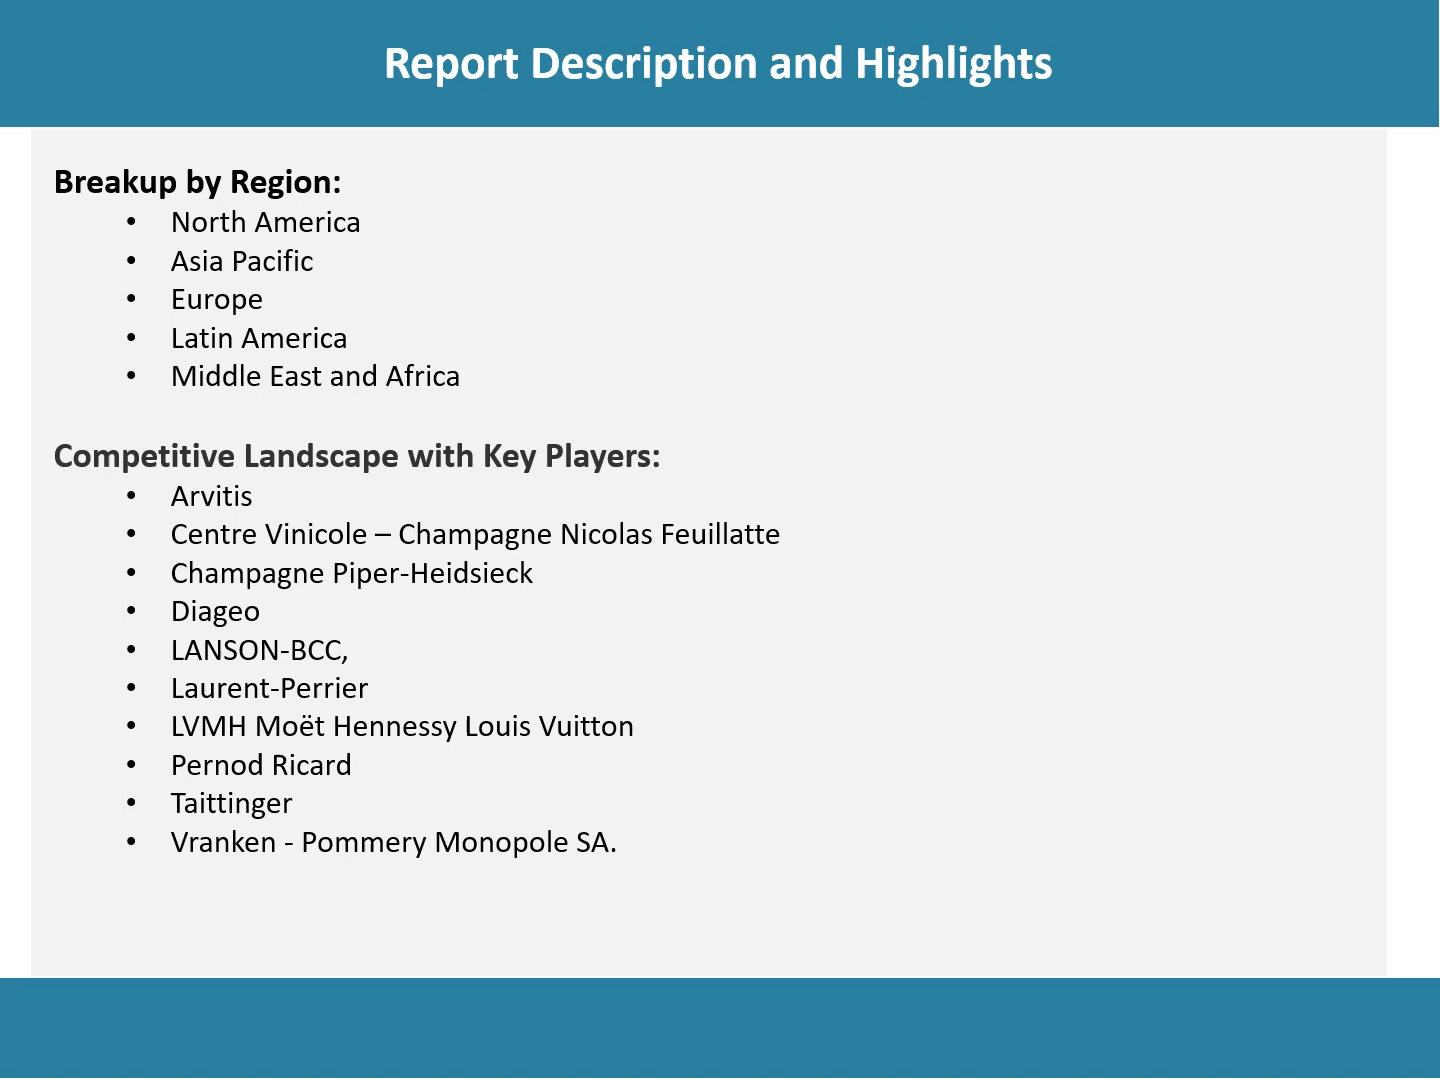 Report Description and Highlights
Breakup by Region:
• North America
• Asia Pacific
• Europe
• Latin America
• Middle East and Africa
Competitive Landscape with Key Players:
• Arvitis
• Centre Vinicole – Champagne Nicolas Feuillatte
• Champagne Piper-Heidsieck
• Diageo
• LANSON-BCC,
• Laurent-Perrier
• LVMH Moët Hennessy Louis Vuitton
• Pernod Ricard
• Taittinger
• Vranken - Pommery Monopole SA.